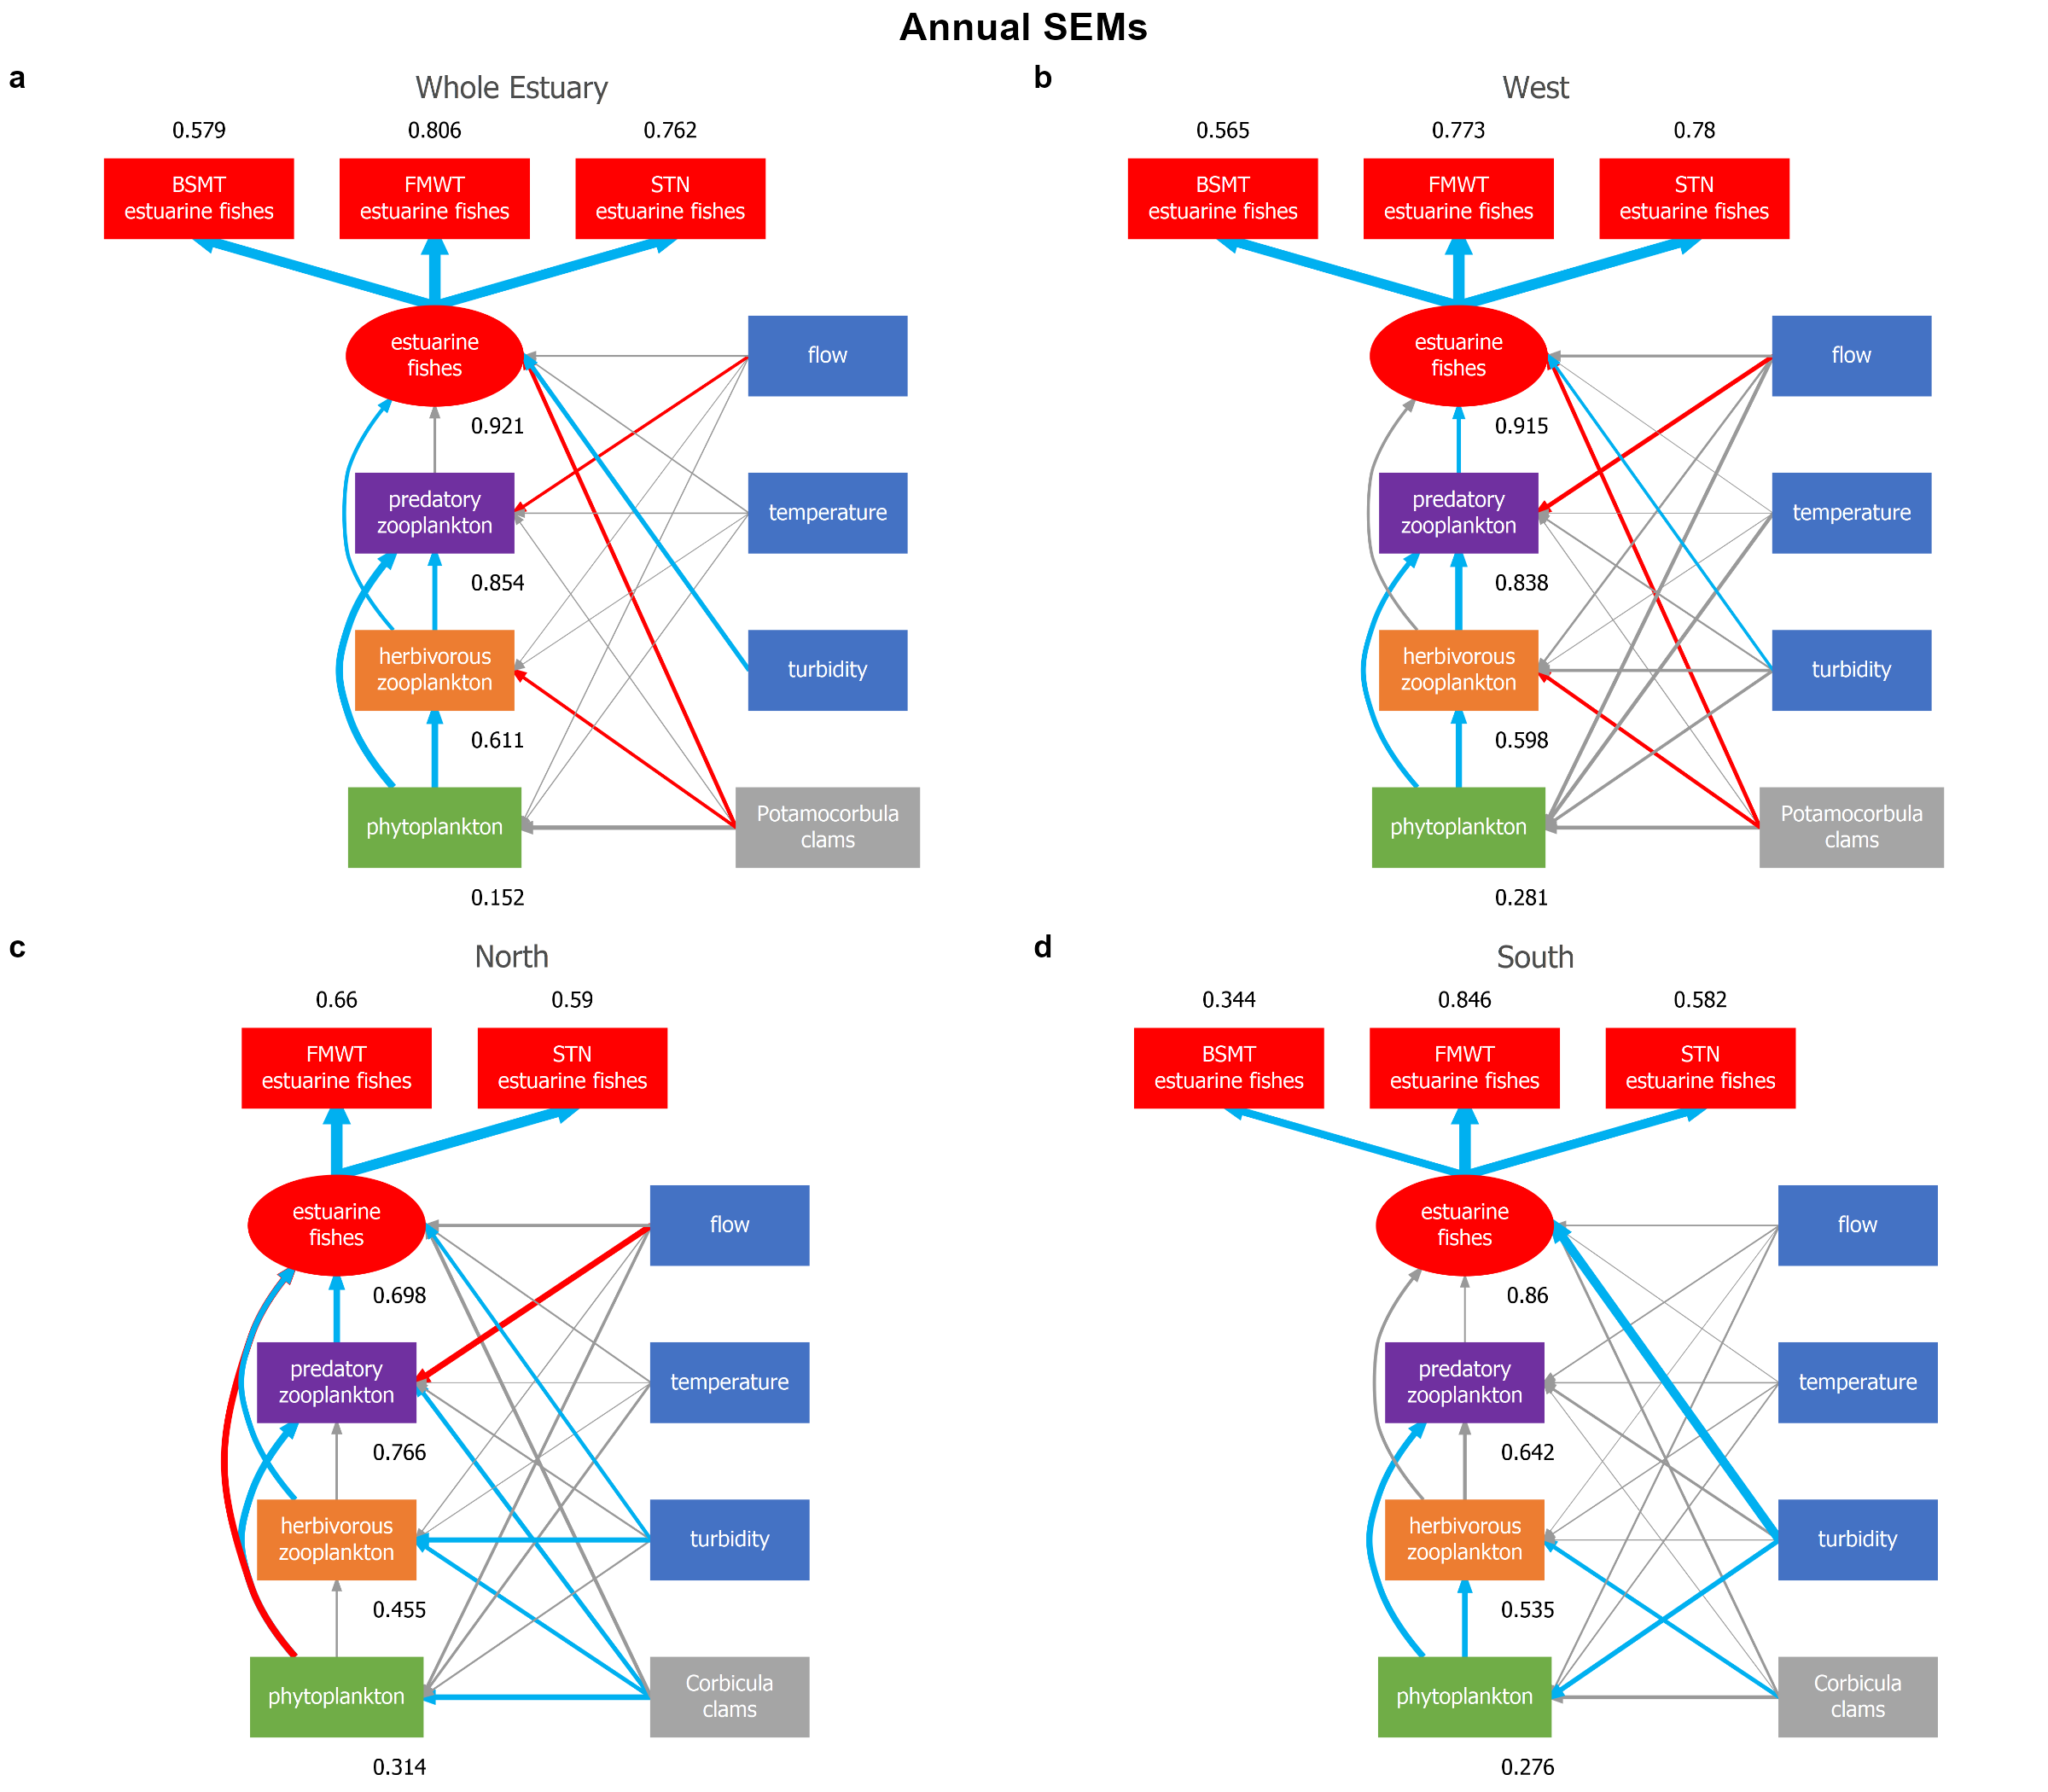 Annual SEMs
a
Whole Estuary
0.579
0.806
0.762
BSMT
estuarine fishes
FMWT
estuarine fishes
STN
estuarine fishes
estuarine
fishes
flow
0.921
predatory
zooplankton
temperature
0.854
herbivorous
zooplankton
turbidity
0.611
phytoplankton
Potamocorbula
clams
0.152
b
West
0.565
0.773
0.78
BSMT
estuarine fishes
FMWT
estuarine fishes
STN
estuarine fishes
estuarine
fishes
flow
0.915
predatory
zooplankton
temperature
0.838
herbivorous
zooplankton
turbidity
0.598
phytoplankton
Potamocorbula
clams
0.281
c
North
0.66
0.59
FMWT
estuarine fishes
STN
estuarine fishes
estuarine
fishes
flow
0.698
predatory
zooplankton
temperature
0.766
herbivorous
zooplankton
turbidity
0.455
phytoplankton
Corbicula
clams
0.314
d
South
0.344
0.846
0.582
BSMT
estuarine fishes
FMWT
estuarine fishes
STN
estuarine fishes
estuarine
fishes
flow
0.86
predatory
zooplankton
temperature
0.642
herbivorous
zooplankton
turbidity
0.535
phytoplankton
Corbicula
clams
0.276